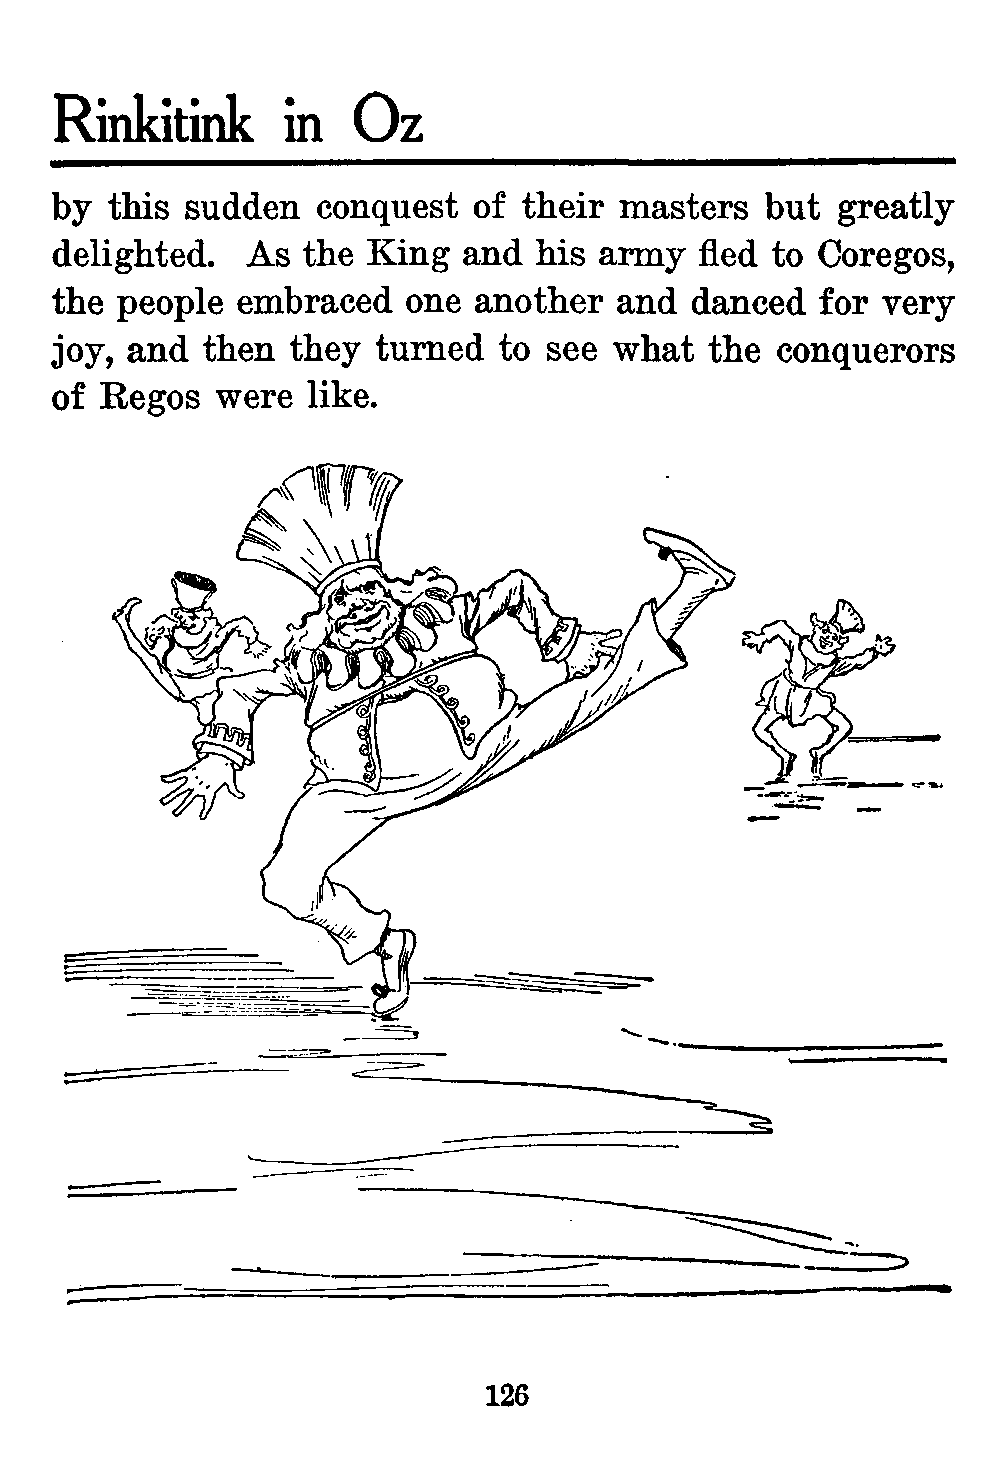 Rinkitink in Oz
by this sudden conquest of their masters but greatly
delighted. As the King and his army fled to Coregos,
the people embraced one another and danced for very
joy, and then they turned to see what the conquerors
of Regos were like.
126